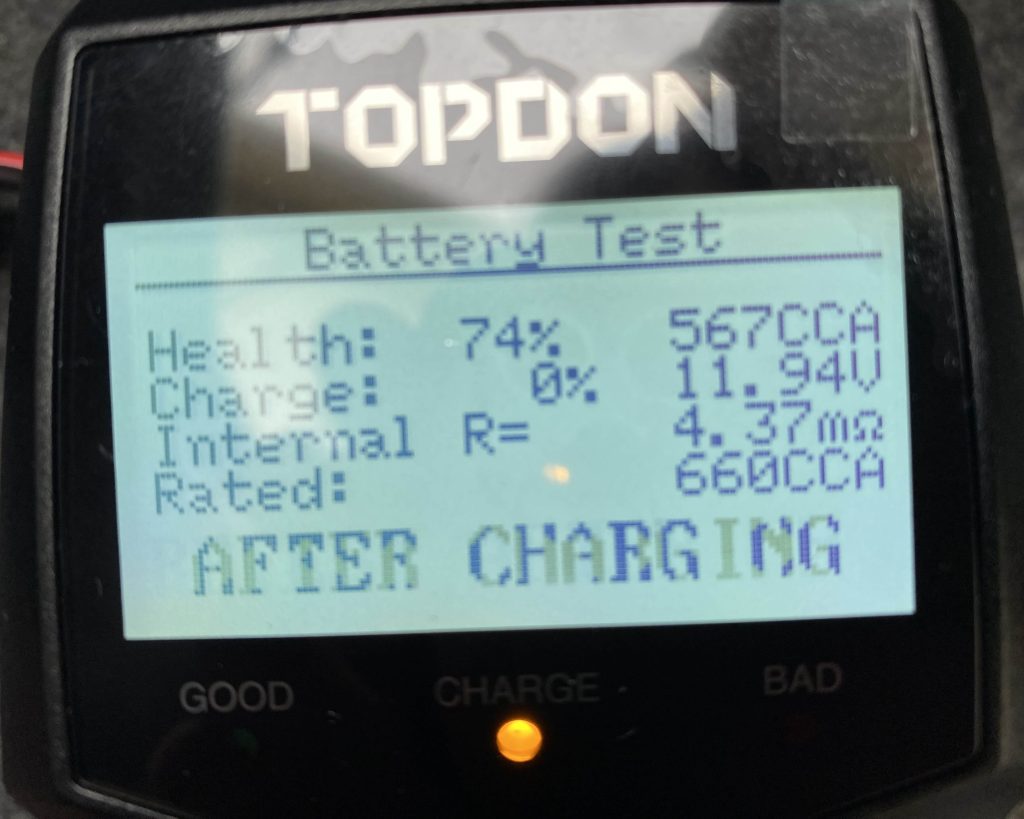 TOPDON
Battery Test
Health: 74% 567CCA
Charge: 0% 11.94V
Internal R= 4.37mΩ
Rated: 660CCA
AFTER CHARGING
GOOD CHARGE BAD